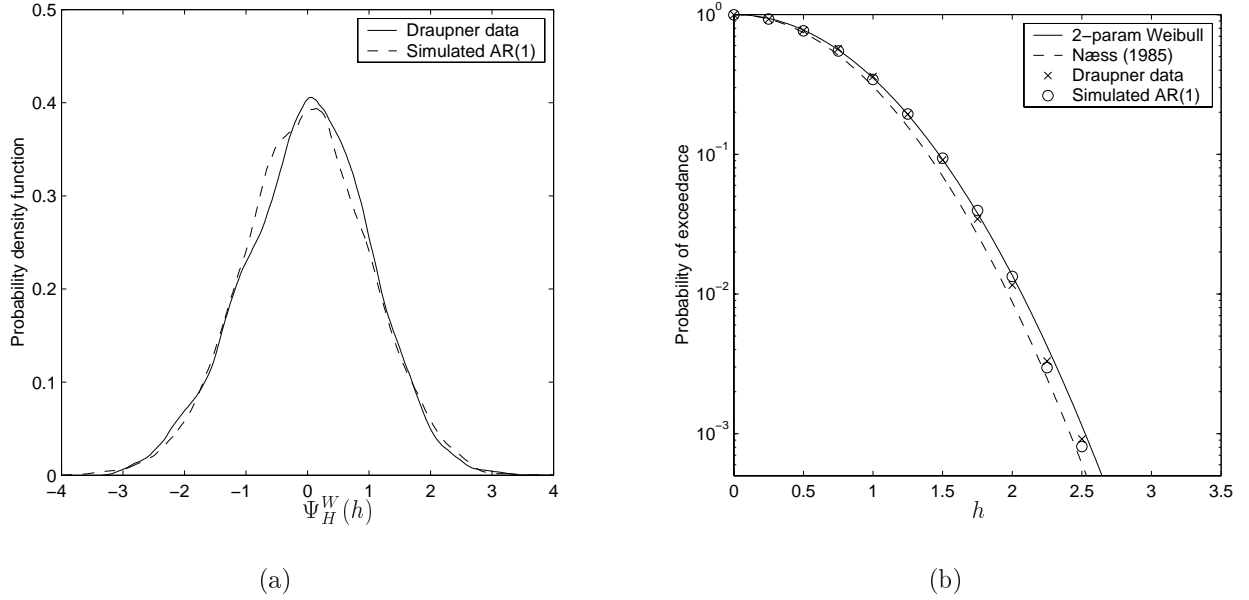 0.5
0.4
0.3
0.2
0.1
0
−4 −3 −2 −1 0 1 2 3 4
Probability density function
Ψ_H^W(h)
Draupner data
Simulated AR(1)
(a)
10^0
10^−1
10^−2
10^−3
0 0.5 1 1.5 2 2.5 3 3.5
Probability of exceedance
h
2−param Weibull
Næss (1985)
Draupner data
Simulated AR(1)
(b)